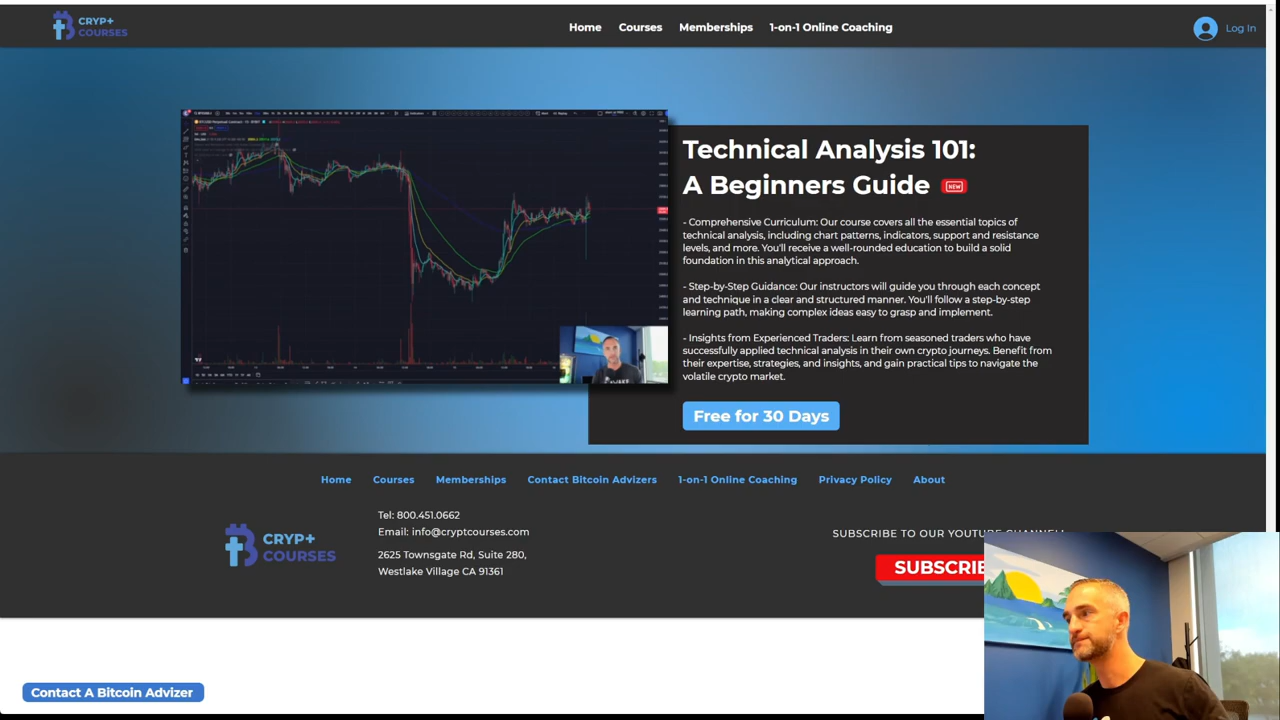 CRYP+
COURSES
Home
Courses
Memberships
1-on-1 Online Coaching
Log In
Technical Analysis 101:
A Beginners Guide
NEW
- Comprehensive Curriculum: Our course covers all the essential topics of
technical analysis, including chart patterns, indicators, support and resistance
levels, and more. You'll receive a well-rounded education to build a solid
foundation in this analytical approach.
- Step-by-Step Guidance: Our instructors will guide you through each concept
and technique in a clear and structured manner. You'll follow a step-by-step
learning path, making complex ideas easy to grasp and implement.
- Insights from Experienced Traders: Learn from seasoned traders who have
successfully applied technical analysis in their own crypto journeys. Benefit from
their expertise, strategies, and insights, and gain practical tips to navigate the
volatile crypto market.
Free for 30 Days
Home
Courses
Memberships
Contact Bitcoin Advizers
1-on-1 Online Coaching
Privacy Policy
About
CRYP+
COURSES
Tel: 800.451.0662
Email: info@cryptcourses.com
2625 Townsgate Rd, Suite 280,
Westlake Village CA 91361
SUBSCRIBE TO OUR YOUTUBE CHANNEL
SUBSCRIB
Contact A Bitcoin Advizer